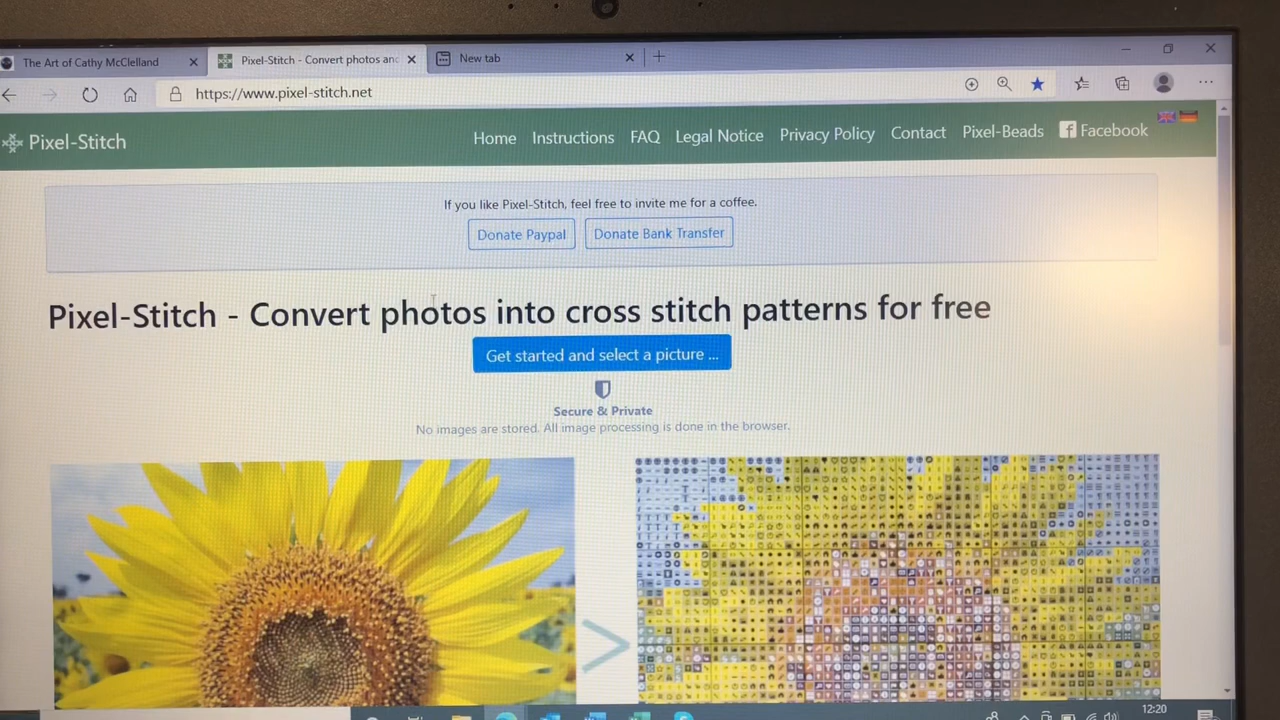 The Art of Cathy McClelland
Pixel-Stitch - Convert photos anc
New tab
https://www.pixel-stitch.net
Pixel-Stitch
Home Instructions FAQ Legal Notice Privacy Policy Contact Pixel-Beads Facebook
If you like Pixel-Stitch, feel free to invite me for a coffee.
Donate Paypal Donate Bank Transfer
Pixel-Stitch - Convert photos into cross stitch patterns for free
Get started and select a picture ...
Secure & Private
No images are stored. All image processing is done in the browser.
12:20